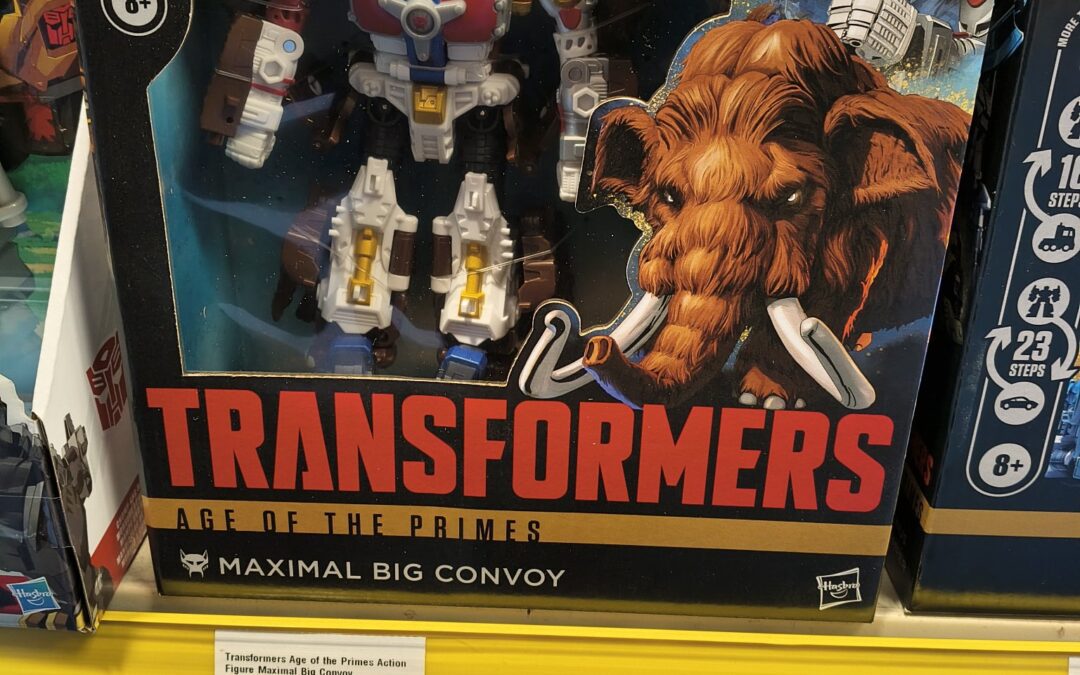 8+
MORE
TRANSFORMERS
AGE OF THE PRIMES
MAXIMAL BIG CONVOY
Hasbro
Hasbro
STEPS
23
STEPS
8+
Transformers Age of the Primes Action
Figure Maximal Big Convoy